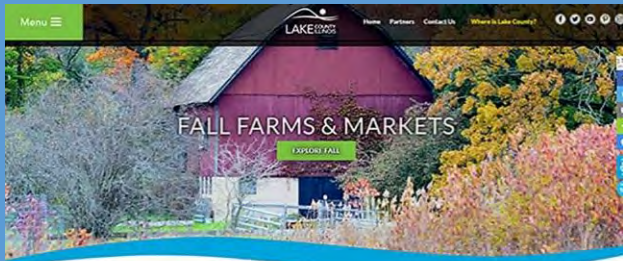 Menu
LAKE COUNTY ILLINOIS
Home Partners Contact Us Where is Lake County?
FALL FARMS & MARKETS
EXPLORE FALL